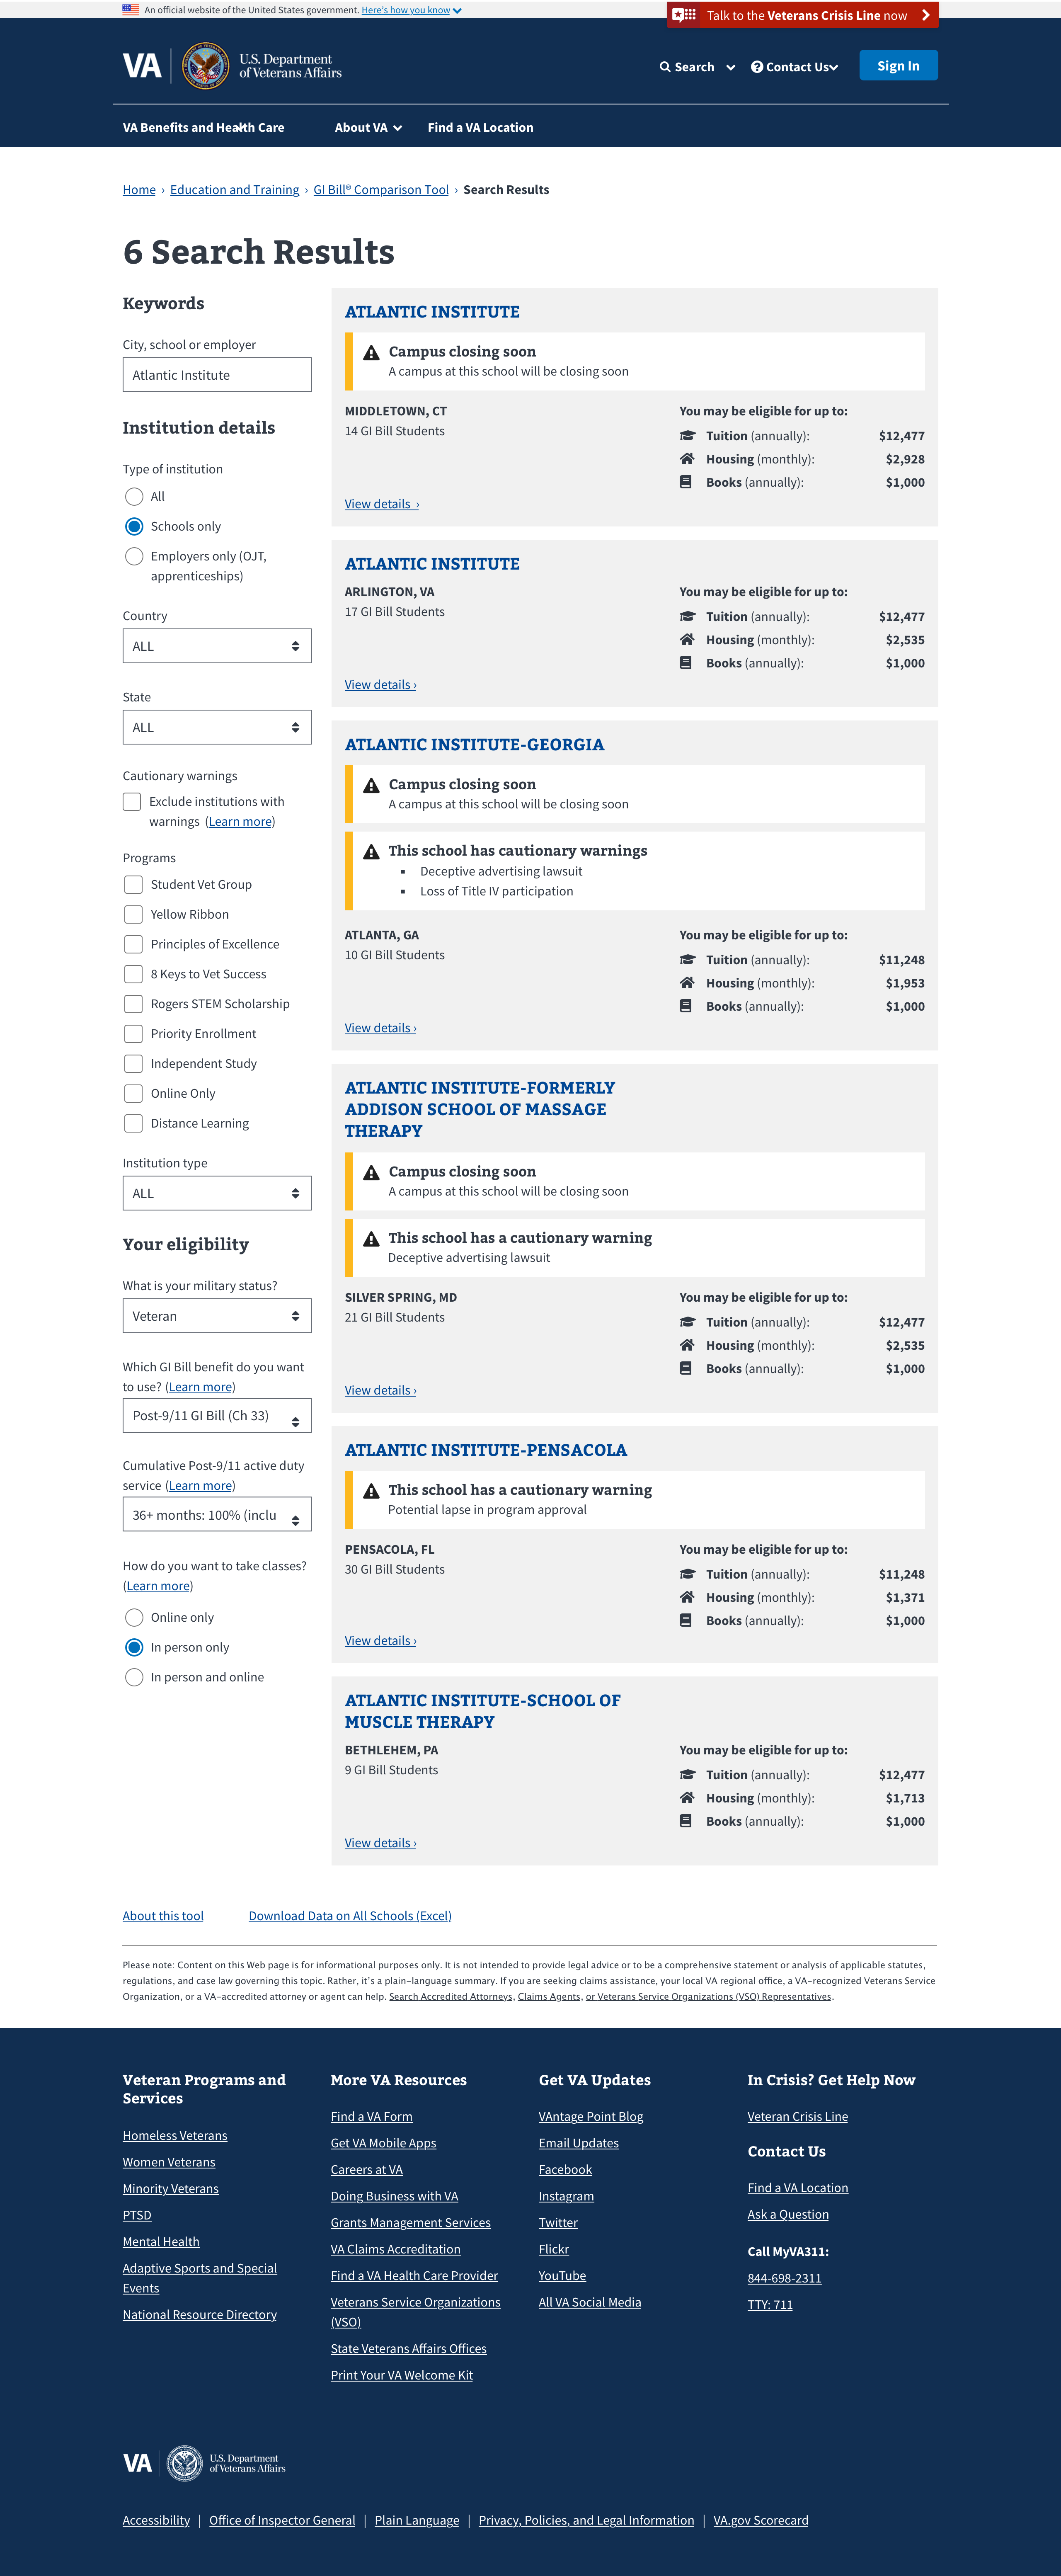 An official website of the United States government. Here's how you know
Talk to the Veterans Crisis Line now
VA
U.S. Department
of Veterans Affairs
Search
Contact Us
Sign In
VA Benefits and Health Care
About VA
Find a VA Location
Home › Education and Training › GI Bill® Comparison Tool › Search Results
6 Search Results
Keywords
City, school or employer
Atlantic Institute
Institution details
Type of institution
All
Schools only
Employers only (OJT,
apprenticeships)
Country
ALL
State
ALL
Cautionary warnings
Exclude institutions with
warnings (Learn more)
Programs
Student Vet Group
Yellow Ribbon
Principles of Excellence
8 Keys to Vet Success
Rogers STEM Scholarship
Priority Enrollment
Independent Study
Online Only
Distance Learning
Institution type
ALL
Your eligibility
What is your military status?
Veteran
Which GI Bill benefit do you want
to use? (Learn more)
Post-9/11 GI Bill (Ch 33)
Cumulative Post-9/11 active duty
service (Learn more)
36+ months: 100% (inclu
How do you want to take classes?
(Learn more)
Online only
In person only
In person and online
ATLANTIC INSTITUTE
Campus closing soon
A campus at this school will be closing soon
MIDDLETOWN, CT
14 GI Bill Students
You may be eligible for up to:
Tuition (annually): $12,477
Housing (monthly): $2,928
Books (annually): $1,000
View details ›
ATLANTIC INSTITUTE
ARLINGTON, VA
17 GI Bill Students
You may be eligible for up to:
Tuition (annually): $12,477
Housing (monthly): $2,535
Books (annually): $1,000
View details ›
ATLANTIC INSTITUTE-GEORGIA
Campus closing soon
A campus at this school will be closing soon
This school has cautionary warnings
Deceptive advertising lawsuit
Loss of Title IV participation
ATLANTA, GA
10 GI Bill Students
You may be eligible for up to:
Tuition (annually): $11,248
Housing (monthly): $1,953
Books (annually): $1,000
View details ›
ATLANTIC INSTITUTE-FORMERLY
ADDISON SCHOOL OF MASSAGE
THERAPY
Campus closing soon
A campus at this school will be closing soon
This school has a cautionary warning
Deceptive advertising lawsuit
SILVER SPRING, MD
21 GI Bill Students
You may be eligible for up to:
Tuition (annually): $12,477
Housing (monthly): $2,535
Books (annually): $1,000
View details ›
ATLANTIC INSTITUTE-PENSACOLA
This school has a cautionary warning
Potential lapse in program approval
PENSACOLA, FL
30 GI Bill Students
You may be eligible for up to:
Tuition (annually): $11,248
Housing (monthly): $1,371
Books (annually): $1,000
View details ›
ATLANTIC INSTITUTE-SCHOOL OF
MUSCLE THERAPY
BETHLEHEM, PA
9 GI Bill Students
You may be eligible for up to:
Tuition (annually): $12,477
Housing (monthly): $1,713
Books (annually): $1,000
View details ›
About this tool
Download Data on All Schools (Excel)
Please note: Content on this Web page is for informational purposes only. It is not intended to provide legal advice or to be a comprehensive statement or analysis of applicable statutes,
regulations, and case law governing this topic. Rather, it's a plain-language summary. If you are seeking claims assistance, your local VA regional office, a VA-recognized Veterans Service
Organization, or a VA-accredited attorney or agent can help. Search Accredited Attorneys, Claims Agents, or Veterans Service Organizations (VSO) Representatives.
Veteran Programs and
Services
Homeless Veterans
Women Veterans
Minority Veterans
PTSD
Mental Health
Adaptive Sports and Special
Events
National Resource Directory
More VA Resources
Find a VA Form
Get VA Mobile Apps
Careers at VA
Doing Business with VA
Grants Management Services
VA Claims Accreditation
Find a VA Health Care Provider
Veterans Service Organizations
(VSO)
State Veterans Affairs Offices
Print Your VA Welcome Kit
Get VA Updates
VAntage Point Blog
Email Updates
Facebook
Instagram
Twitter
Flickr
YouTube
All VA Social Media
In Crisis? Get Help Now
Veteran Crisis Line
Contact Us
Find a VA Location
Ask a Question
Call MyVA311:
844-698-2311
TTY: 711
VA
U.S. Department
of Veterans Affairs
Accessibility | Office of Inspector General | Plain Language | Privacy, Policies, and Legal Information | VA.gov Scorecard